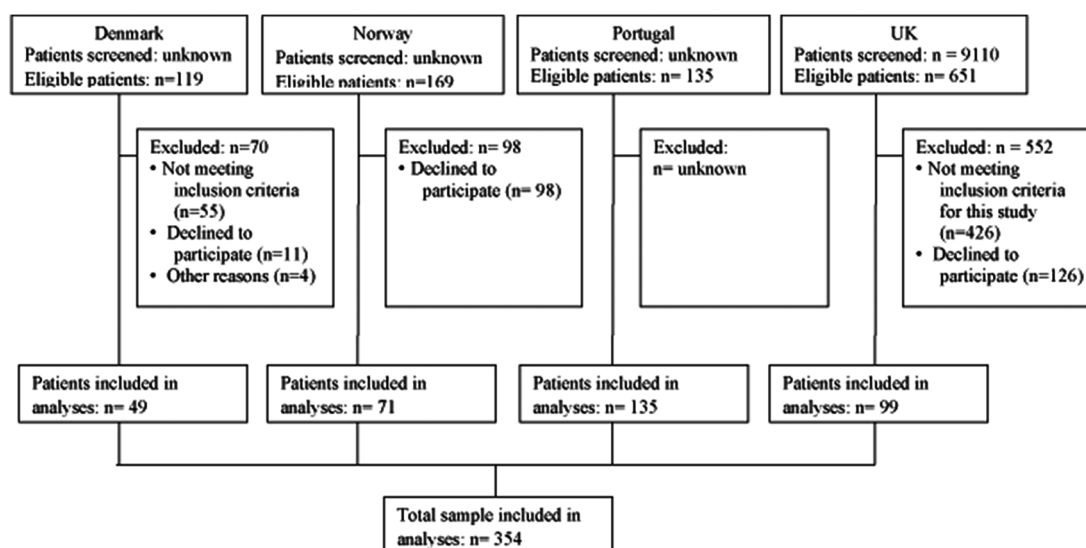 Denmark
Patients screened: unknown
Eligible patients: n=119
Norway
Patients screened: unknown
Eligible patients: n=169
Portugal
Patients screened: unknown
Eligible patients: n= 135
UK
Patients screened: n = 9110
Eligible patients: n = 651
Excluded: n=70
• Not meeting
inclusion criteria
(n=55)
• Declined to
participate (n=11)
• Other reasons (n=4)
Excluded: n= 98
• Declined to
participate (n= 98)
Excluded:
n= unknown
Excluded: n = 552
• Not meeting
inclusion criteria
for this study
(n=426)
• Declined to
participate (n=126)
Patients included in
analyses: n= 49
Patients included in
analyses: n= 71
Patients included in
analyses: n= 135
Patients included in
analyses: n= 99
Total sample included in
analyses: n= 354